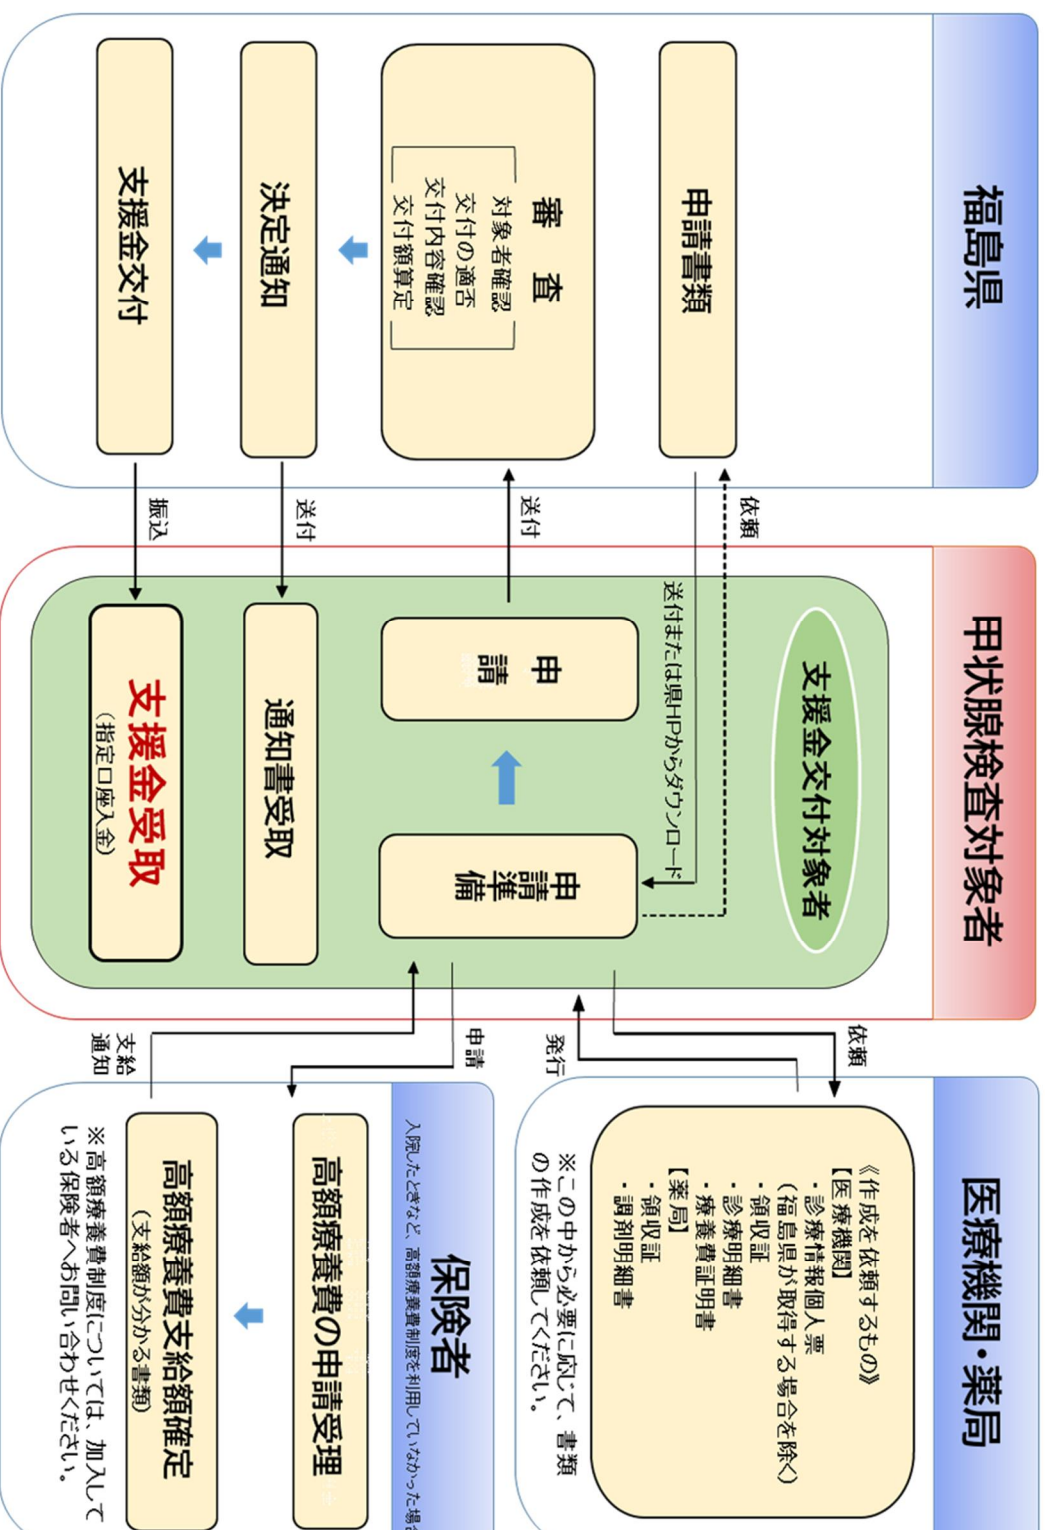 福島県
申請書類
審　査
対象者確認
交付の適否
交付内容確認
交付額算定
決定通知
支援金交付
依頼
送付または県HPからダウンロード
送付
送付
振込
甲状腺検査対象者
支援金交付対象者
申請
申請準備
通知書受取
支援金受取
（指定口座入金）
依頼
発行
申請
支給
通知
医療機関・薬局
《作成を依頼するもの》
【医療機関】
・診療情報個人票
（福島県が取得する場合を除く）
・領収証
・診療明細書
・療養費証明書
【薬局】
・領収証
・調剤明細書
※この中から必要に応じて、書類
の作成を依頼してください。
保険者
入院したときなど、高額療養費制度を利用していなかった場合
高額療養費の申請受理
高額療養費支給額確定
（支給額が分かる書類）
※高額療養費制度については、加入して
いる保険者へお問い合わせください。